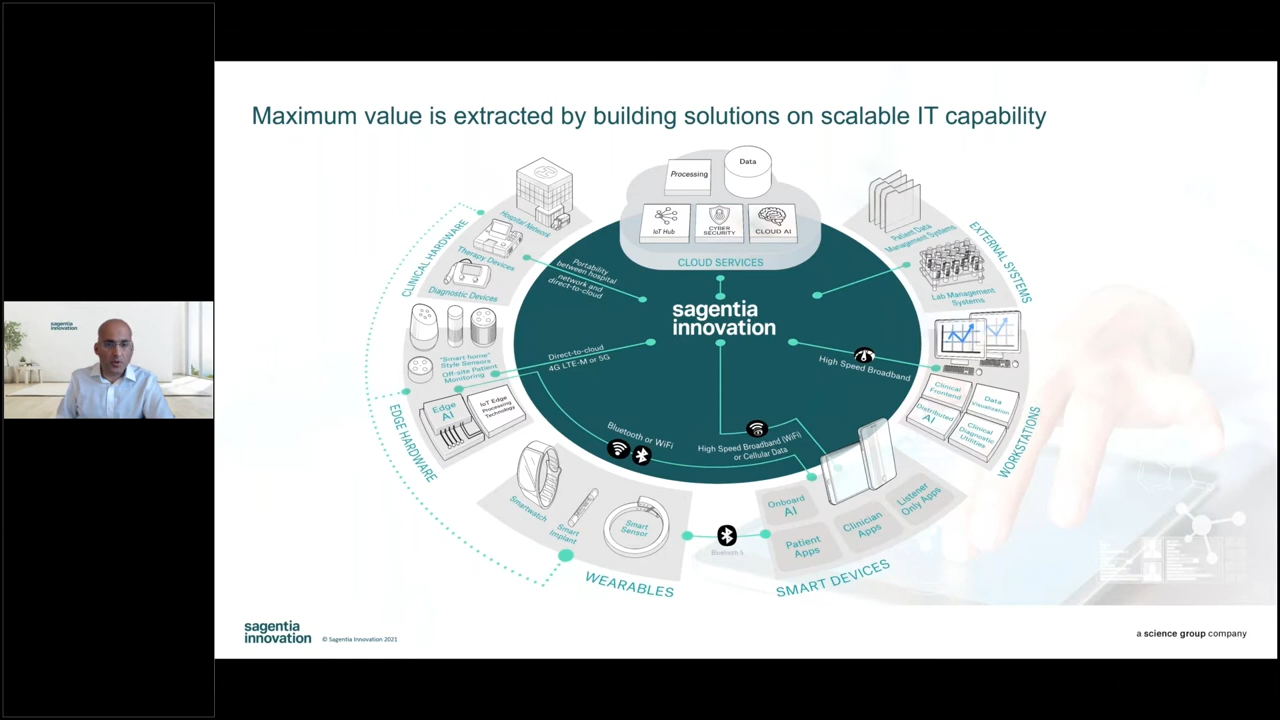 Maximum value is extracted by building solutions on scalable IT capability
Processing
Data
IoT Hub
CYBER
SECURITY
CLOUD AI
CLOUD SERVICES
sagentia
innovation
CLINICAL HARDWARE
Hospital Network
Therapy Devices
Diagnostic Devices
Portability
between hospital
network and
direct-to-cloud
"Smart home"
Style Sensors
Off-site Patient
Monitoring
Direct-to-cloud
4G LTE-M or 5G
EDGE HARDWARE
Edge
AI
IoT Edge
Processing
Technology
Bluetooth or WiFi
High Speed Broadband (WiFi)
or Cellular Data
High Speed Broadband
EXTERNAL SYSTEMS
Patient Data
Management Systems
Lab Management
Systems
WORKSTATIONS
Clinical
Frontend
Data
Visualization
Distributed
AI
Clinical
Diagnostic
Utilities
WEARABLES
Smartwatch
Smart
Implant
Smart
Sensor
Bluetooth 5
SMART DEVICES
Onboard
AI
Patient
Apps
Clinician
Apps
Listener
Only Apps
sagentia
innovation
© Sagentia Innovation 2021
a science group company
sagentia
innovation